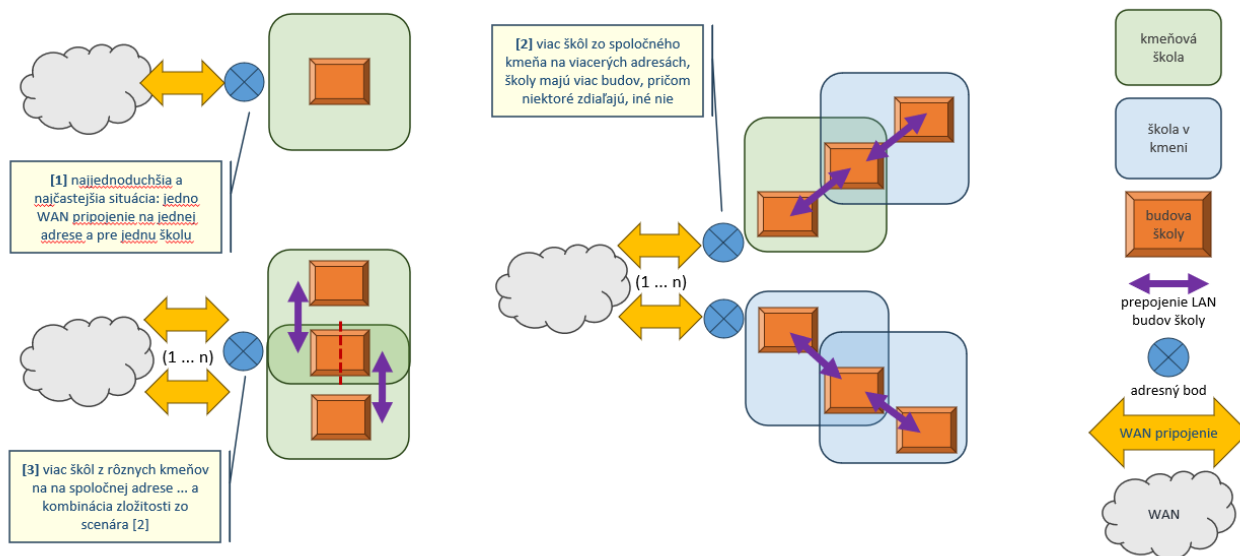 [1] najjednoduchšia a
najčastejšia situácia: jedno
WAN pripojenie na jednej
adrese a pre jednu školu
(1 ... n)
[3] viac škôl z rôznych kmeňov
na na spoločnej adrese ... a
kombinácia zložitosti zo
scenára [2]
[2] viac škôl zo spoločného
kmeňa na viacerých adresách,
školy majú viac budov, pričom
niektoré zdiaľajú, iné nie
(1 ... n)
kmeňová
škola
škola v
kmeni
budova
školy
prepojenie LAN
budov školy
adresný bod
WAN pripojenie
WAN